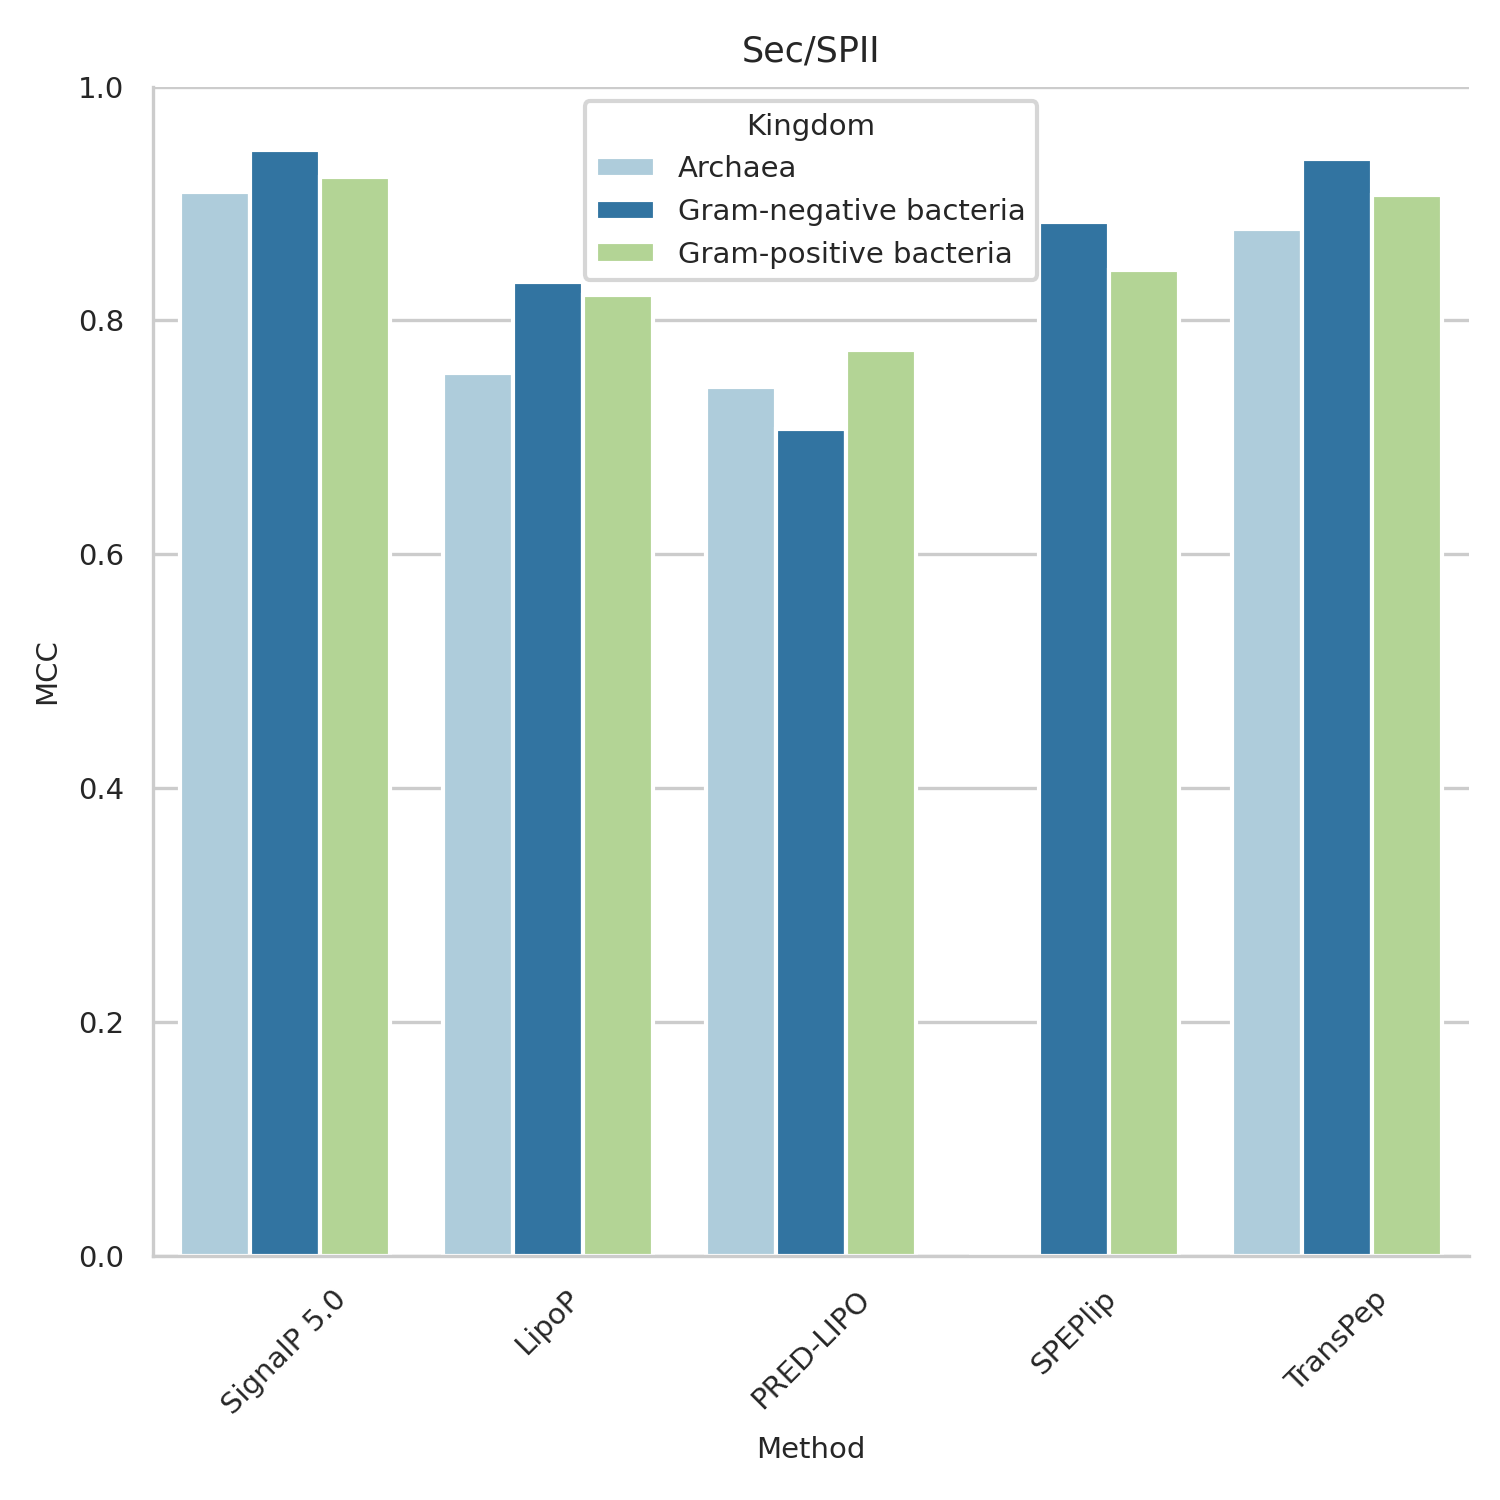 Sec/SPII
1.0
0.8
0.6
0.4
0.2
0.0
MCC
Kingdom
Archaea
Gram-negative bacteria
Gram-positive bacteria
SignalP 5.0
LipoP
PRED-LIPO
SPEPlip
TransPep
Method